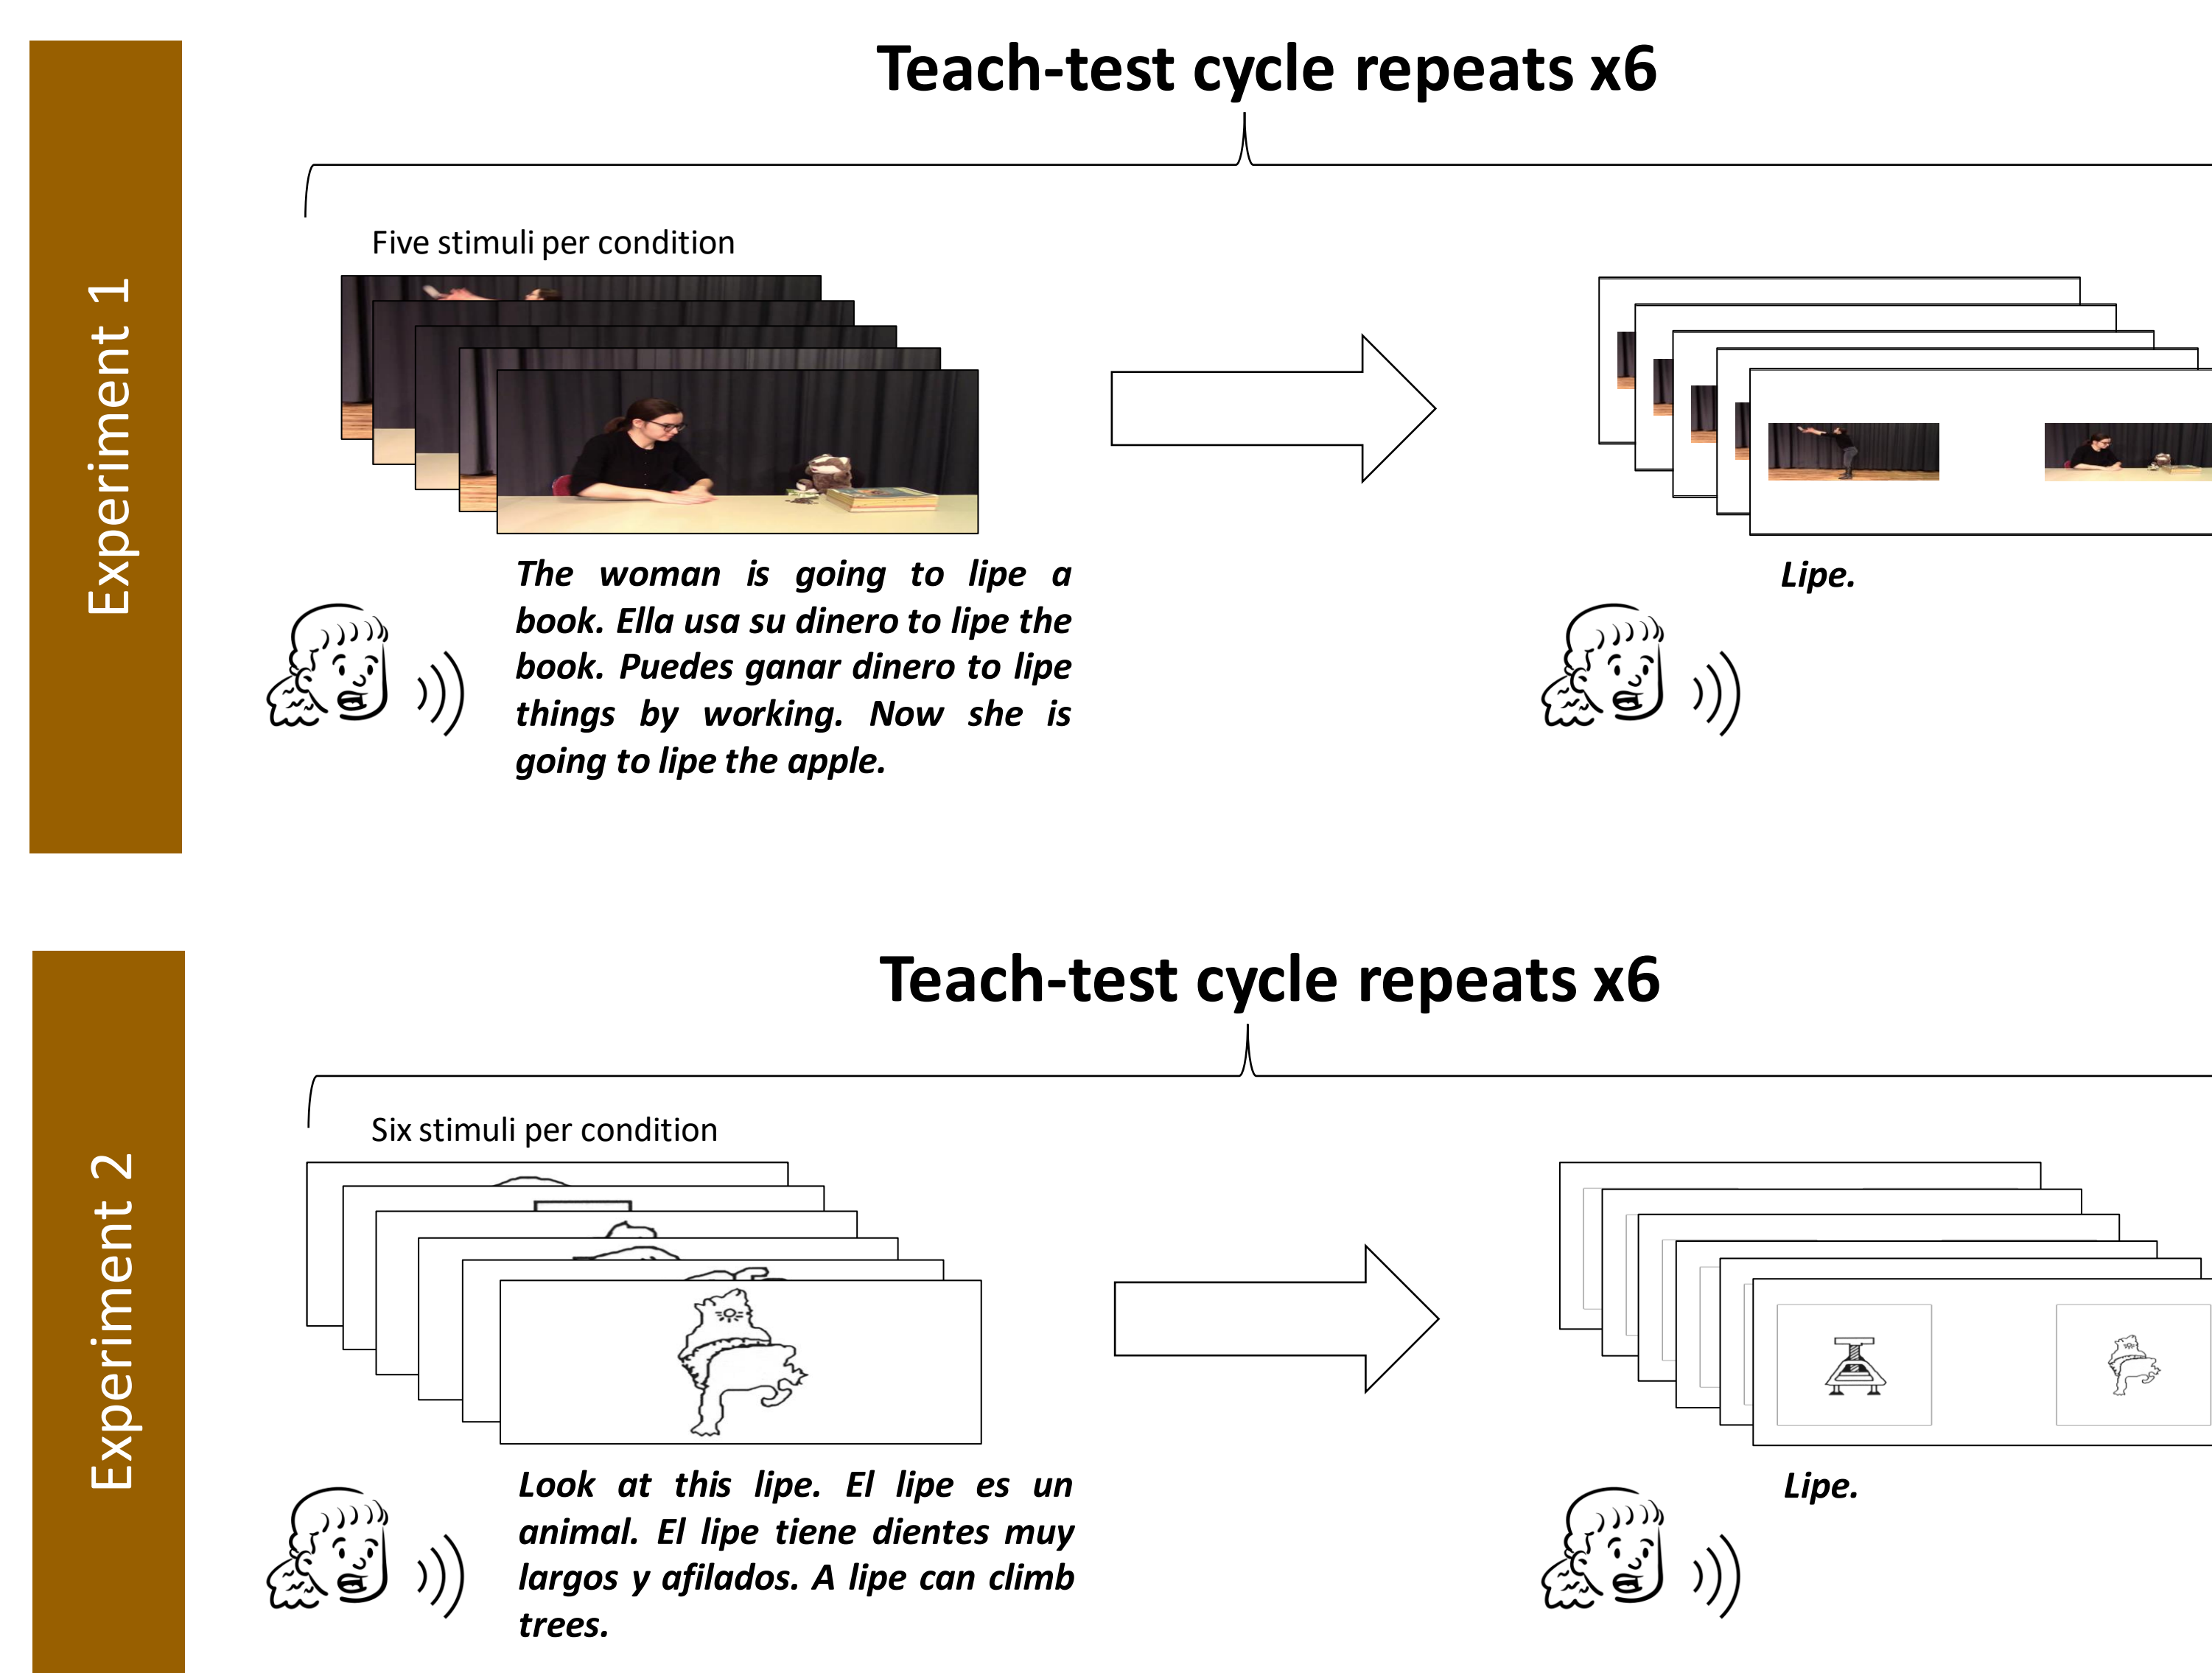 Experiment 1
Teach-test cycle repeats x6
Five stimuli per condition
The woman is going to lipe a
book. Ella usa su dinero to lipe the
book. Puedes ganar dinero to lipe
things by working. Now she is
going to lipe the apple.
Lipe.
Experiment 2
Teach-test cycle repeats x6
Six stimuli per condition
Look at this lipe. El lipe es un
animal. El lipe tiene dientes muy
largos y afilados. A lipe can climb
trees.
Lipe.